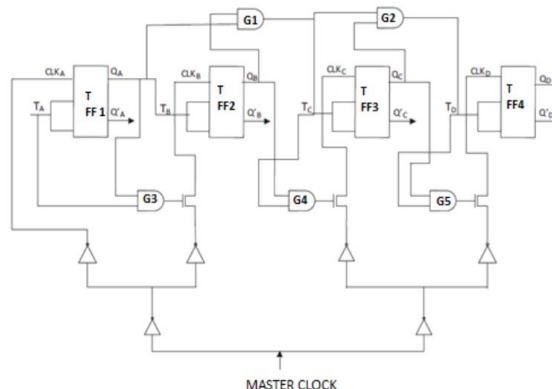 G1
G2
CLKA
QA
CLKB
QB
CLKC
QC
CLKD
QD
T
FF 1
T
FF2
T
FF3
T
FF4
TA
Q'A
TB
Q'B
TC
Q'C
TD
Q'D
G3
G4
G5
MASTER CLOCK